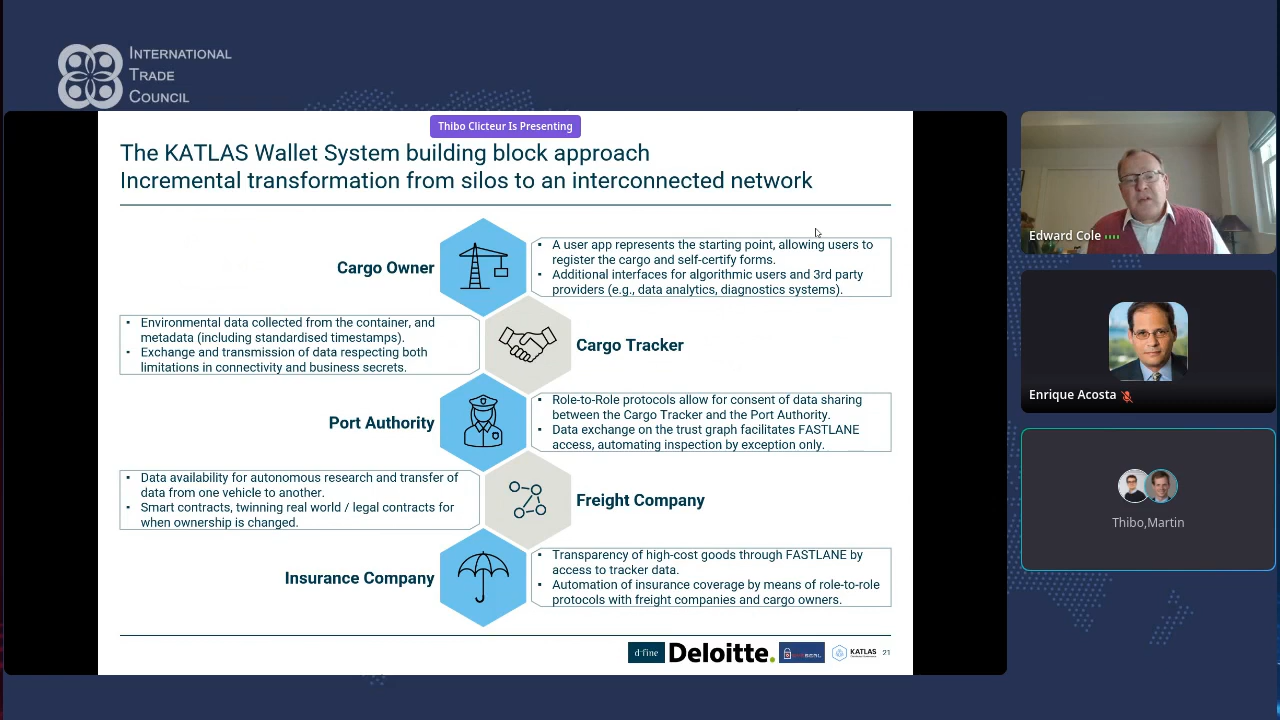 INTERNATIONAL
TRADE
COUNCIL
Thibo Clicteur Is Presenting
The KATLAS Wallet System building block approach
Incremental transformation from silos to an interconnected network
Cargo Owner
▪ A user app represents the starting point, allowing users to
register the cargo and self-certify forms.
▪ Additional interfaces for algorithmic users and 3rd party
providers (e.g., data analytics, diagnostics systems).
▪ Environmental data collected from the container, and
metadata (including standardised timestamps).
▪ Exchange and transmission of data respecting both
limitations in connectivity and business secrets.
Cargo Tracker
Port Authority
▪ Role-to-Role protocols allow for consent of data sharing
between the Cargo Tracker and the Port Authority.
▪ Data exchange on the trust graph facilitates FASTLANE
access, automating inspection by exception only.
▪ Data availability for autonomous research and transfer of
data from one vehicle to another.
▪ Smart contracts, twinning real world / legal contracts for
when ownership is changed.
Freight Company
Insurance Company
▪ Transparency of high-cost goods through FASTLANE by
access to tracker data.
▪ Automation of insurance coverage by means of role-to-role
protocols with freight companies and cargo owners.
d-fine
Deloitte.
KATLAS
21
Edward Cole
Enrique Acosta
Thibo,Martin